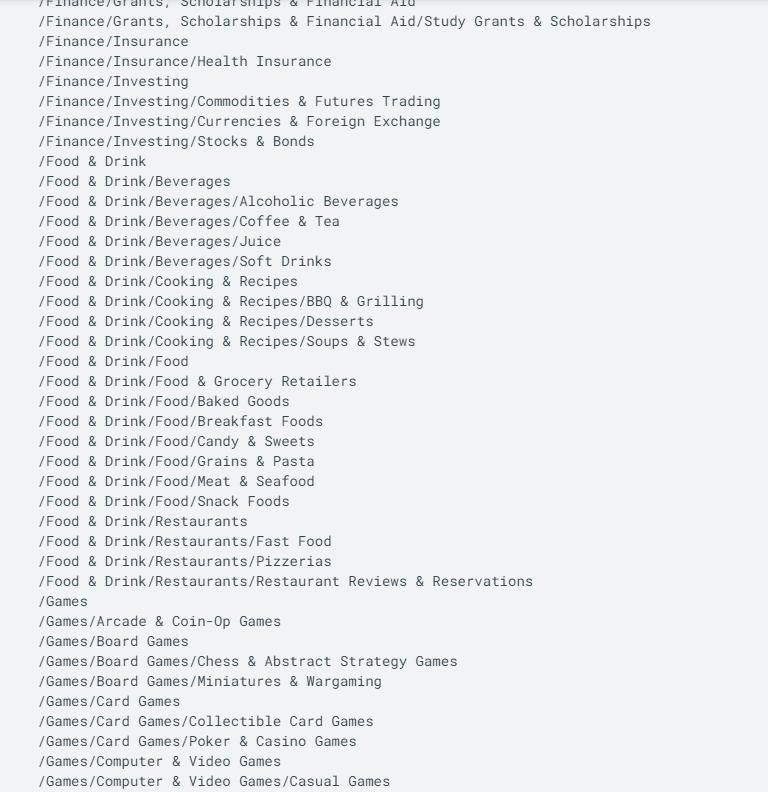 /Finance/Grants, Scholarships & Financial Aid
/Finance/Grants, Scholarships & Financial Aid/Study Grants & Scholarships
/Finance/Insurance
/Finance/Insurance/Health Insurance
/Finance/Investing
/Finance/Investing/Commodities & Futures Trading
/Finance/Investing/Currencies & Foreign Exchange
/Finance/Investing/Stocks & Bonds
/Food & Drink
/Food & Drink/Beverages
/Food & Drink/Beverages/Alcoholic Beverages
/Food & Drink/Beverages/Coffee & Tea
/Food & Drink/Beverages/Juice
/Food & Drink/Beverages/Soft Drinks
/Food & Drink/Cooking & Recipes
/Food & Drink/Cooking & Recipes/BBQ & Grilling
/Food & Drink/Cooking & Recipes/Desserts
/Food & Drink/Cooking & Recipes/Soups & Stews
/Food & Drink/Food
/Food & Drink/Food & Grocery Retailers
/Food & Drink/Food/Baked Goods
/Food & Drink/Food/Breakfast Foods
/Food & Drink/Food/Candy & Sweets
/Food & Drink/Food/Grains & Pasta
/Food & Drink/Food/Meat & Seafood
/Food & Drink/Food/Snack Foods
/Food & Drink/Restaurants
/Food & Drink/Restaurants/Fast Food
/Food & Drink/Restaurants/Pizzerias
/Food & Drink/Restaurants/Restaurant Reviews & Reservations
/Games
/Games/Arcade & Coin-Op Games
/Games/Board Games
/Games/Board Games/Chess & Abstract Strategy Games
/Games/Board Games/Miniatures & Wargaming
/Games/Card Games
/Games/Card Games/Collectible Card Games
/Games/Card Games/Poker & Casino Games
/Games/Computer & Video Games
/Games/Computer & Video Games/Casual Games